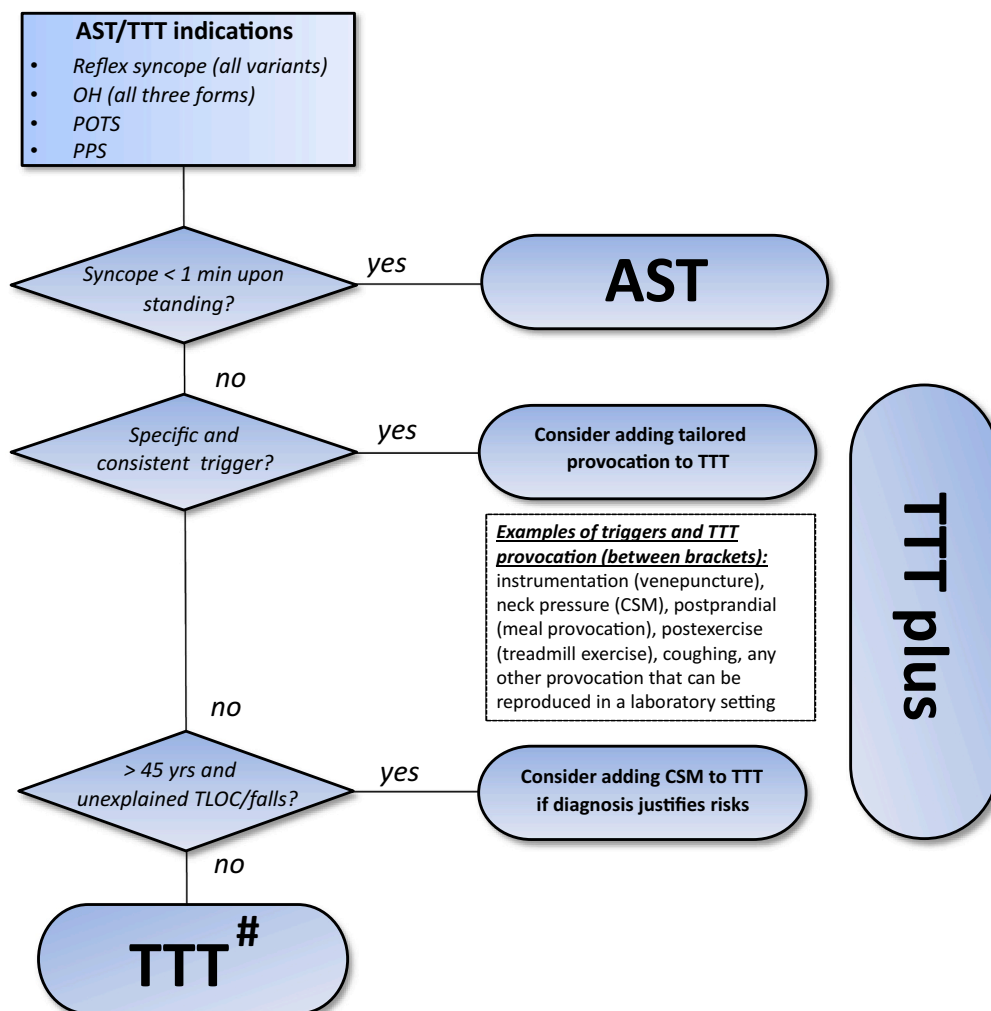 AST/TTT indications
• Reflex syncope (all variants)
• OH (all three forms)
• POTS
• PPS
Syncope < 1 min upon
standing?
yes
AST
no
Specific and
consistent trigger?
yes
Consider adding tailored
provocation to TTT
Examples of triggers and TTT
provocation (between brackets):
instrumentation (venepuncture),
neck pressure (CSM), postprandial
(meal provocation), postexercise
(treadmill exercise), coughing, any
other provocation that can be
reproduced in a laboratory setting
TTT plus
no
> 45 yrs and
unexplained TLOC/falls?
yes
Consider adding CSM to TTT
if diagnosis justifies risks
no
TTT #